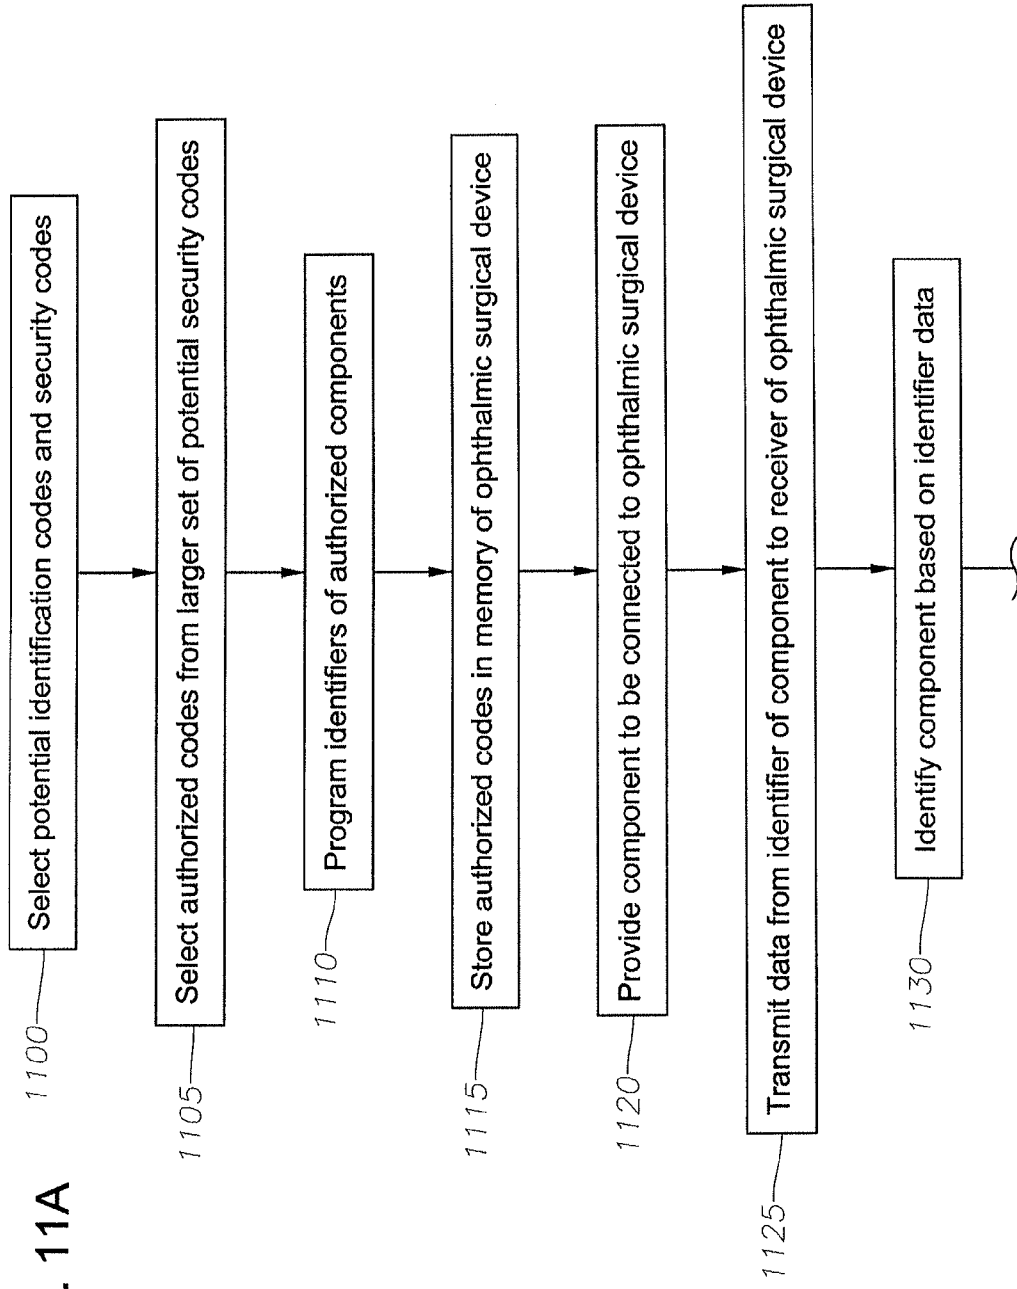 . 11A
1100
Select potential identification codes and security codes
1105
Select authorized codes from larger set of potential security codes
1110
Program identifiers of authorized components
1115
Store authorized codes in memory of ophthalmic surgical device
1120
Provide component to be connected to ophthalmic surgical device
1125
Transmit data from identifier of component to receiver of ophthalmic surgical device
1130
Identify component based on identifier data